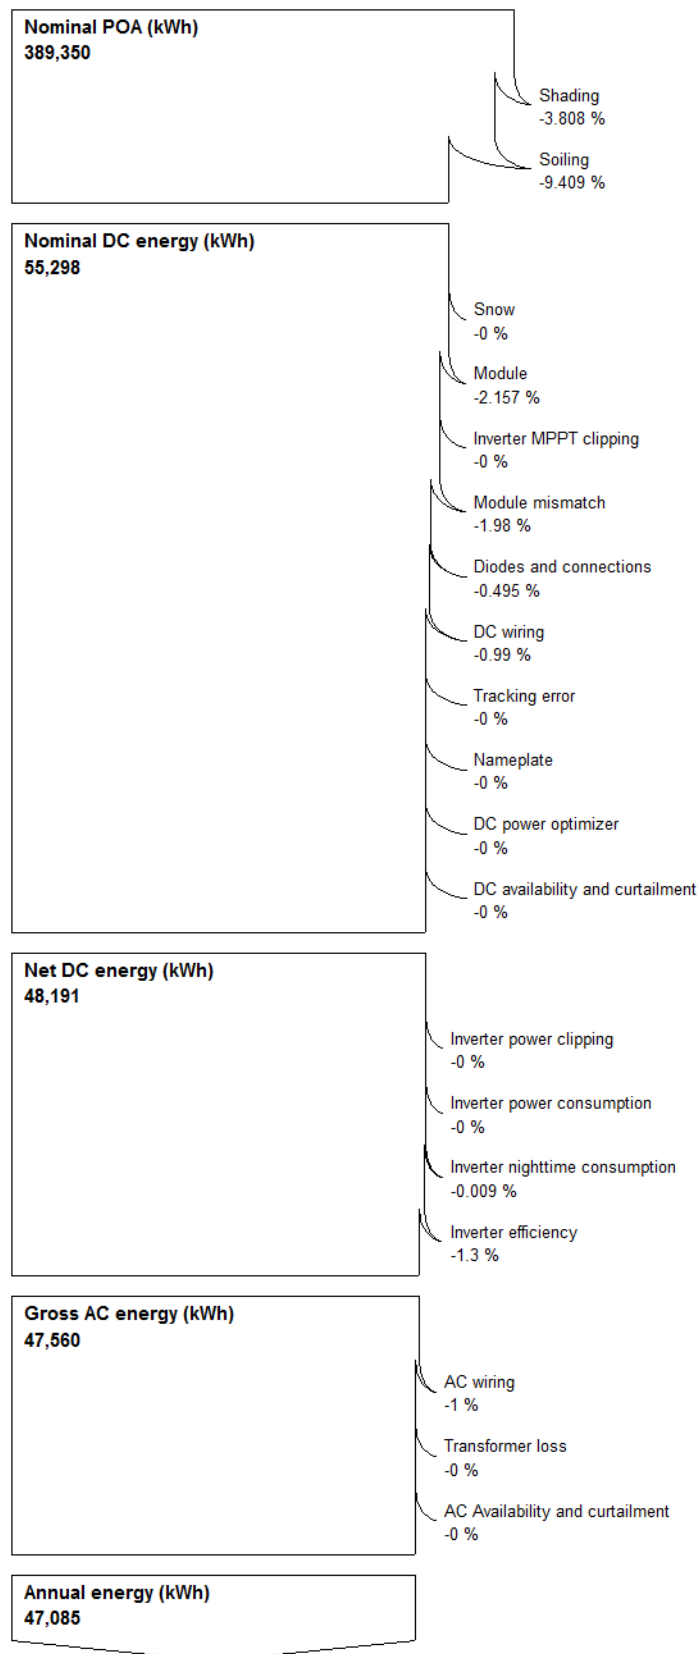 Nominal POA (kWh)
389,350
Shading
-3.808 %
Soiling
-9.409 %
Nominal DC energy (kWh)
55,298
Snow
-0 %
Module
-2.157 %
Inverter MPPT clipping
-0 %
Module mismatch
-1.98 %
Diodes and connections
-0.495 %
DC wiring
-0.99 %
Tracking error
-0 %
Nameplate
-0 %
DC power optimizer
-0 %
DC availability and curtailment
-0 %
Net DC energy (kWh)
48,191
Inverter power clipping
-0 %
Inverter power consumption
-0 %
Inverter nighttime consumption
-0.009 %
Inverter efficiency
-1.3 %
Gross AC energy (kWh)
47,560
AC wiring
-1 %
Transformer loss
-0 %
AC Availability and curtailment
-0 %
Annual energy (kWh)
47,085